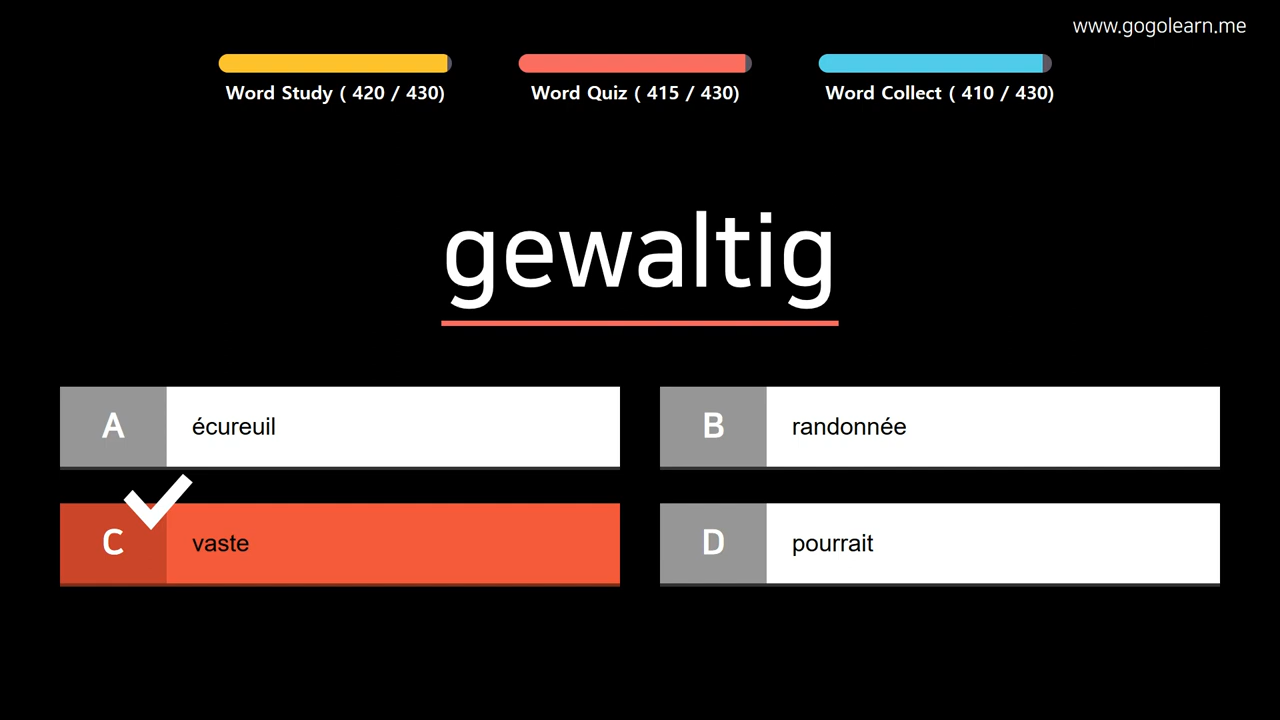 www.gogolearn.me
Word Study ( 420 / 430)
Word Quiz ( 415 / 430)
Word Collect ( 410 / 430)
gewaltig
A écureuil
B randonnée
C vaste
D pourrait